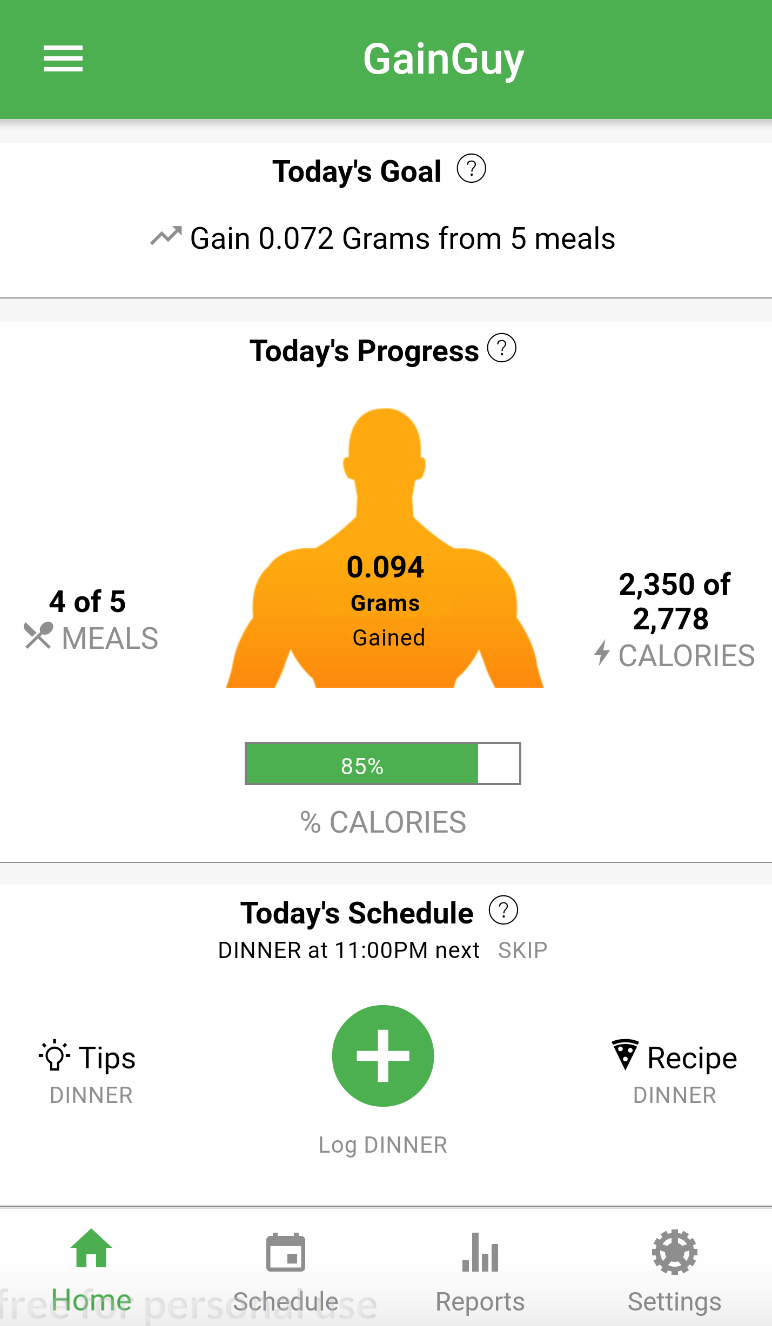 GainGuy
Today's Goal ?
Gain 0.072 Grams from 5 meals
Today's Progress ?
0.094
Grams
Gained
4 of 5
MEALS
2,350 of
2,778
CALORIES
85%
% CALORIES
Today's Schedule ?
DINNER at 11:00PM next SKIP
Tips
DINNER
Log DINNER
Recipe
DINNER
Home Schedule Reports Settings
free for personal use